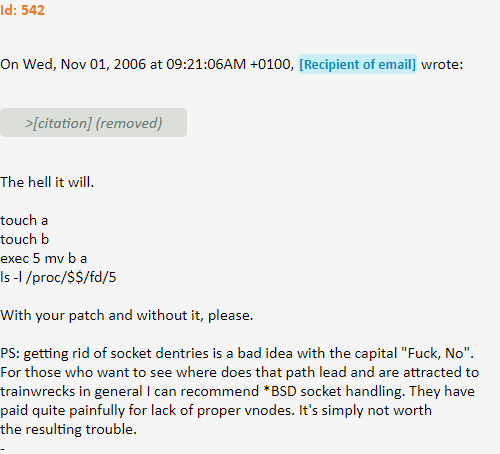 Id: 542
On Wed, Nov 01, 2006 at 09:21:06AM +0100, [Recipient of email] wrote:
>[citation] (removed)
The hell it will.
touch a
touch b
exec 5 mv b a
ls -l /proc/$$/fd/5
With your patch and without it, please.
PS: getting rid of socket dentries is a bad idea with the capital "Fuck, No".
For those who want to see where does that path lead and are attracted to
trainwrecks in general I can recommend *BSD socket handling. They have
paid quite painfully for lack of proper vnodes. It's simply not worth
the resulting trouble.
-